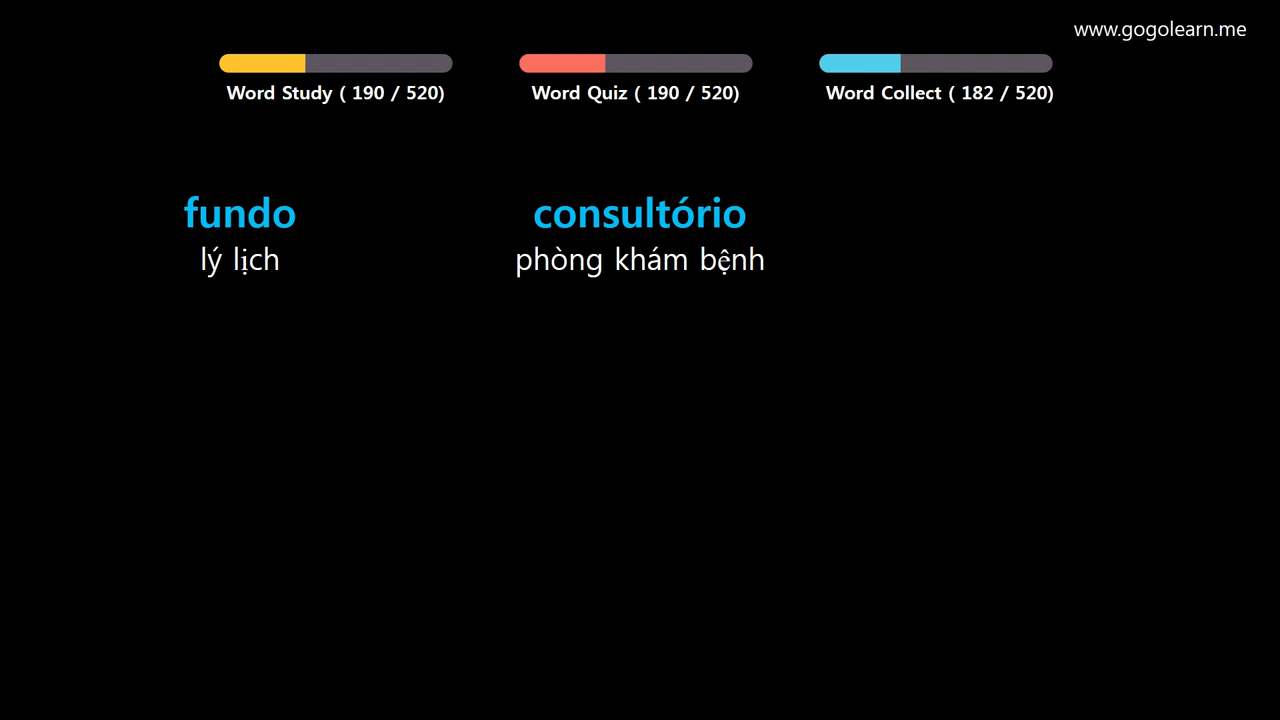 www.gogolearn.me
Word Study ( 190 / 520)
Word Quiz ( 190 / 520)
Word Collect ( 182 / 520)
fundo
lý lịch
consultório
phòng khám bệnh